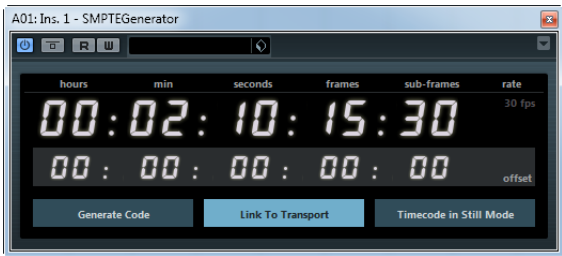 A01: Ins. 1 - SMPTEGenerator
R W
hours min seconds frames sub-frames rate
00:02:10:15:30 30 fps
00: 00: 00: 00: 00 offset
Generate Code Link To Transport Timecode in Still Mode